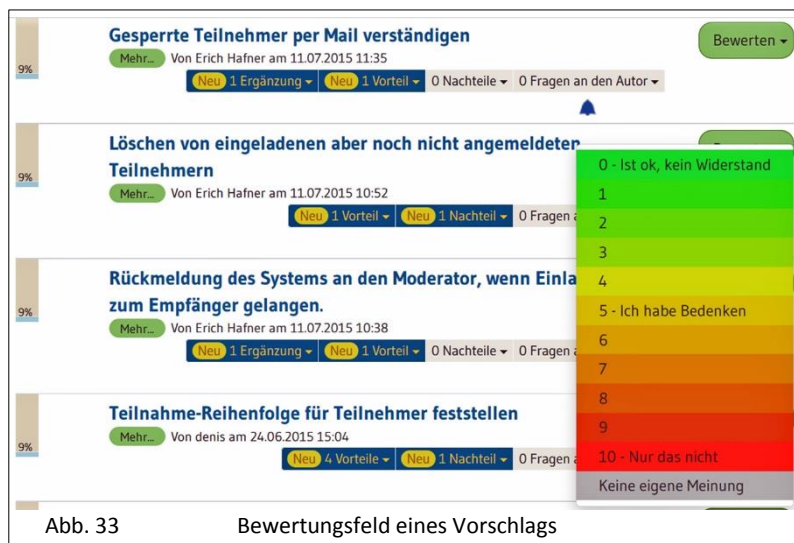 Gesperrte Teilnehmer per Mail verständigen
Bewerten
9%
Mehr... Von Erich Hafner am 11.07.2015 11:35
Neu 1 Ergänzung Neu 1 Vorteil 0 Nachteile 0 Fragen an den Autor
Löschen von eingeladenen aber noch nicht angemeldeten
Teilnehmern
9%
Mehr... Von Erich Hafner am 11.07.2015 10:52
Neu 1 Vorteil Neu 1 Nachteil 0 Fragen
Rückmeldung des Systems an den Moderator, wenn Einla
zum Empfänger gelangen.
9%
Mehr... Von Erich Hafner am 11.07.2015 10:38
Neu 1 Ergänzung Neu 1 Vorteil 0 Nachteile 0 Fragen
Teilnahme-Reihenfolge für Teilnehmer feststellen
9%
Mehr... Von denis am 24.06.2015 15:04
Neu 4 Vorteile Neu 1 Nachteil 0 Fragen
0 - Ist ok, kein Widerstand
1
2
3
4
5 - Ich habe Bedenken
6
7
8
9
10 - Nur das nicht
Keine eigene Meinung
Abb. 33 Bewertungsfeld eines Vorschlags